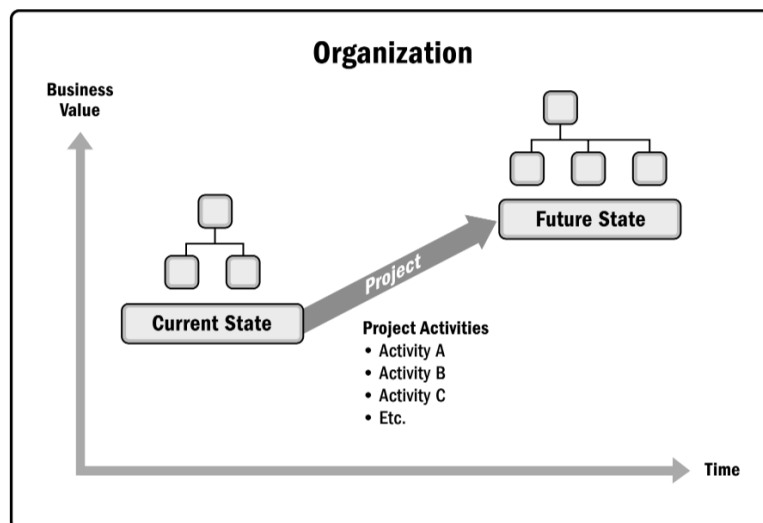 Organization
Business
Value
Future State
Project
Current State
Project Activities
• Activity A
• Activity B
• Activity C
• Etc.
Time